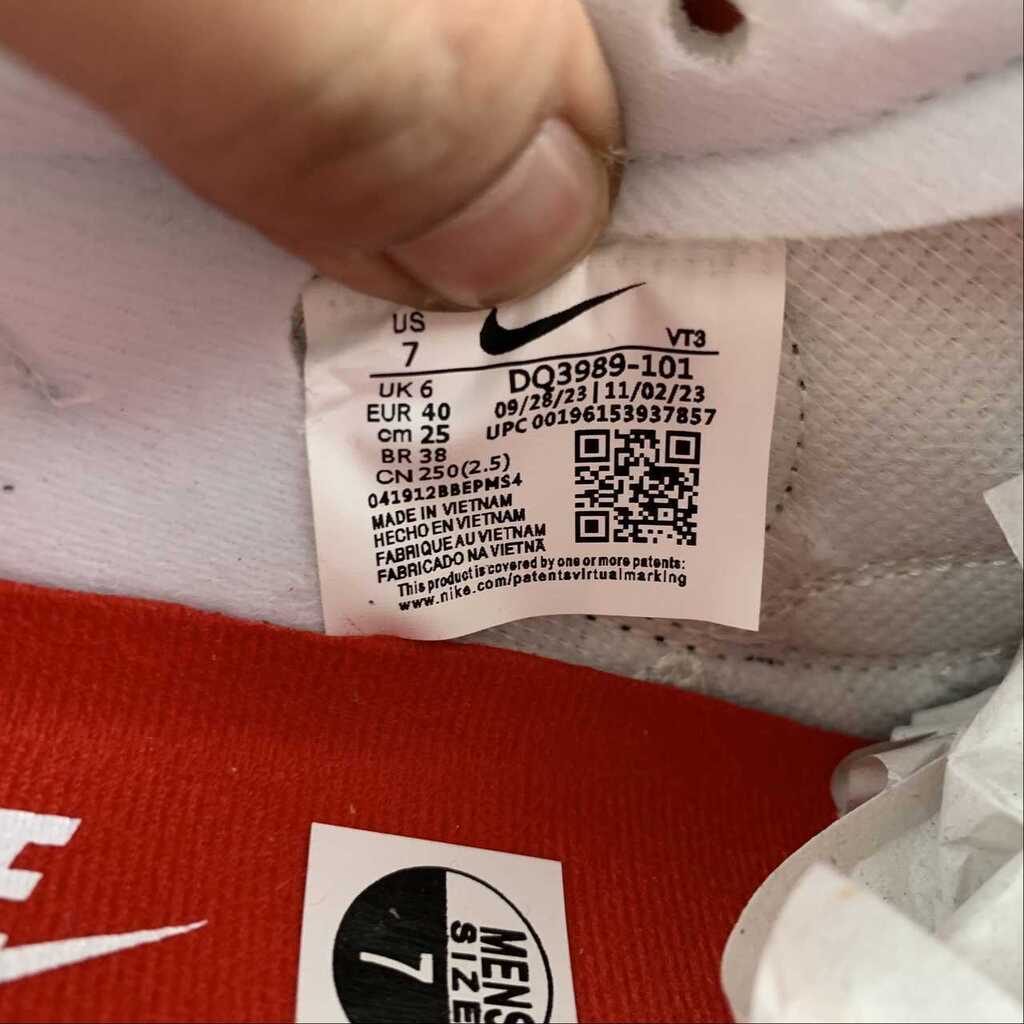 US
7
VT3
UK 6
EUR 40
cm 25
BR 38
CN 250(2.5)
DQ3989-101
09/28/23 | 11/02/23
UPC 00196153937857
041912BBEPMS4
MADE IN VIETNAM
HECHO EN VIETNAM
FABRIQUE AU VIETNAM
FABRICADO NA VIETNÃ
This product is covered by one or more patents:
www.nike.com/patentsvirtualmarking
7
MENS
SIZE